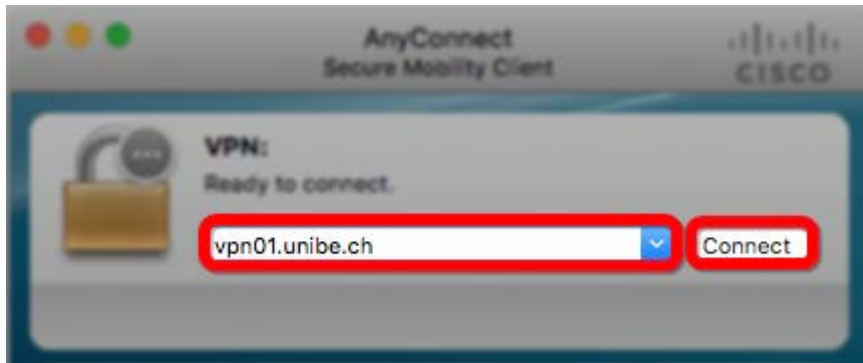 AnyConnect
Secure Mobility Client
CISCO
VPN:
Ready to connect.
vpn01.unibe.ch
Connect